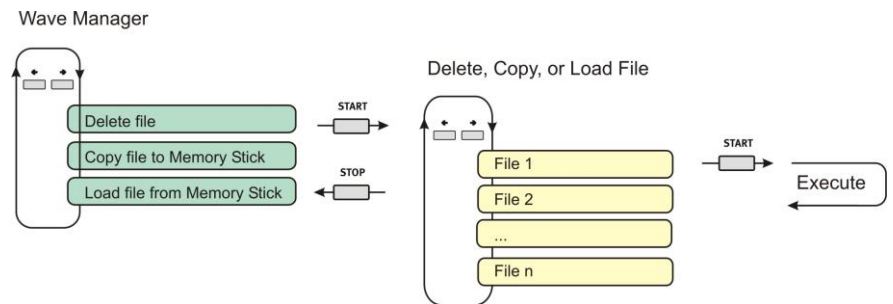 Wave Manager
Delete, Copy, or Load File
START
Delete file
START
Copy file to Memory Stick
File 1
STOP
Execute
Load file from Memory Stick
File 2
...
File n